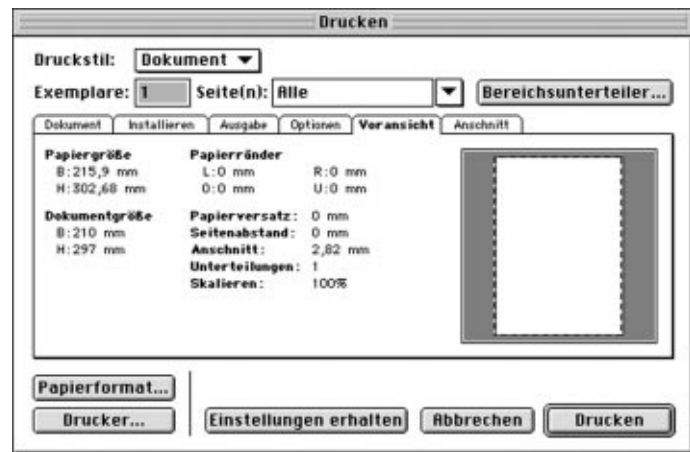 Drucken
Druckstil: Dokument
Exemplare: 1 Seite(n): Alle Bereichsunterteiler...
Dokument Installieren Ausgabe Optionen Voransicht Anschnitt
Papiergröße Papierränder
B:215,9 mm L:0 mm R:0 mm
H:302,68 mm O:0 mm U:0 mm
Dokumentgröße Papierversatz: 0 mm
B:210 mm Seitenabstand: 0 mm
H:297 mm Anschnitt: 2,82 mm
Unterteilungen: 1
Skalieren: 100%
Papierformat...
Drucker... Einstellungen erhalten Abbrechen Drucken